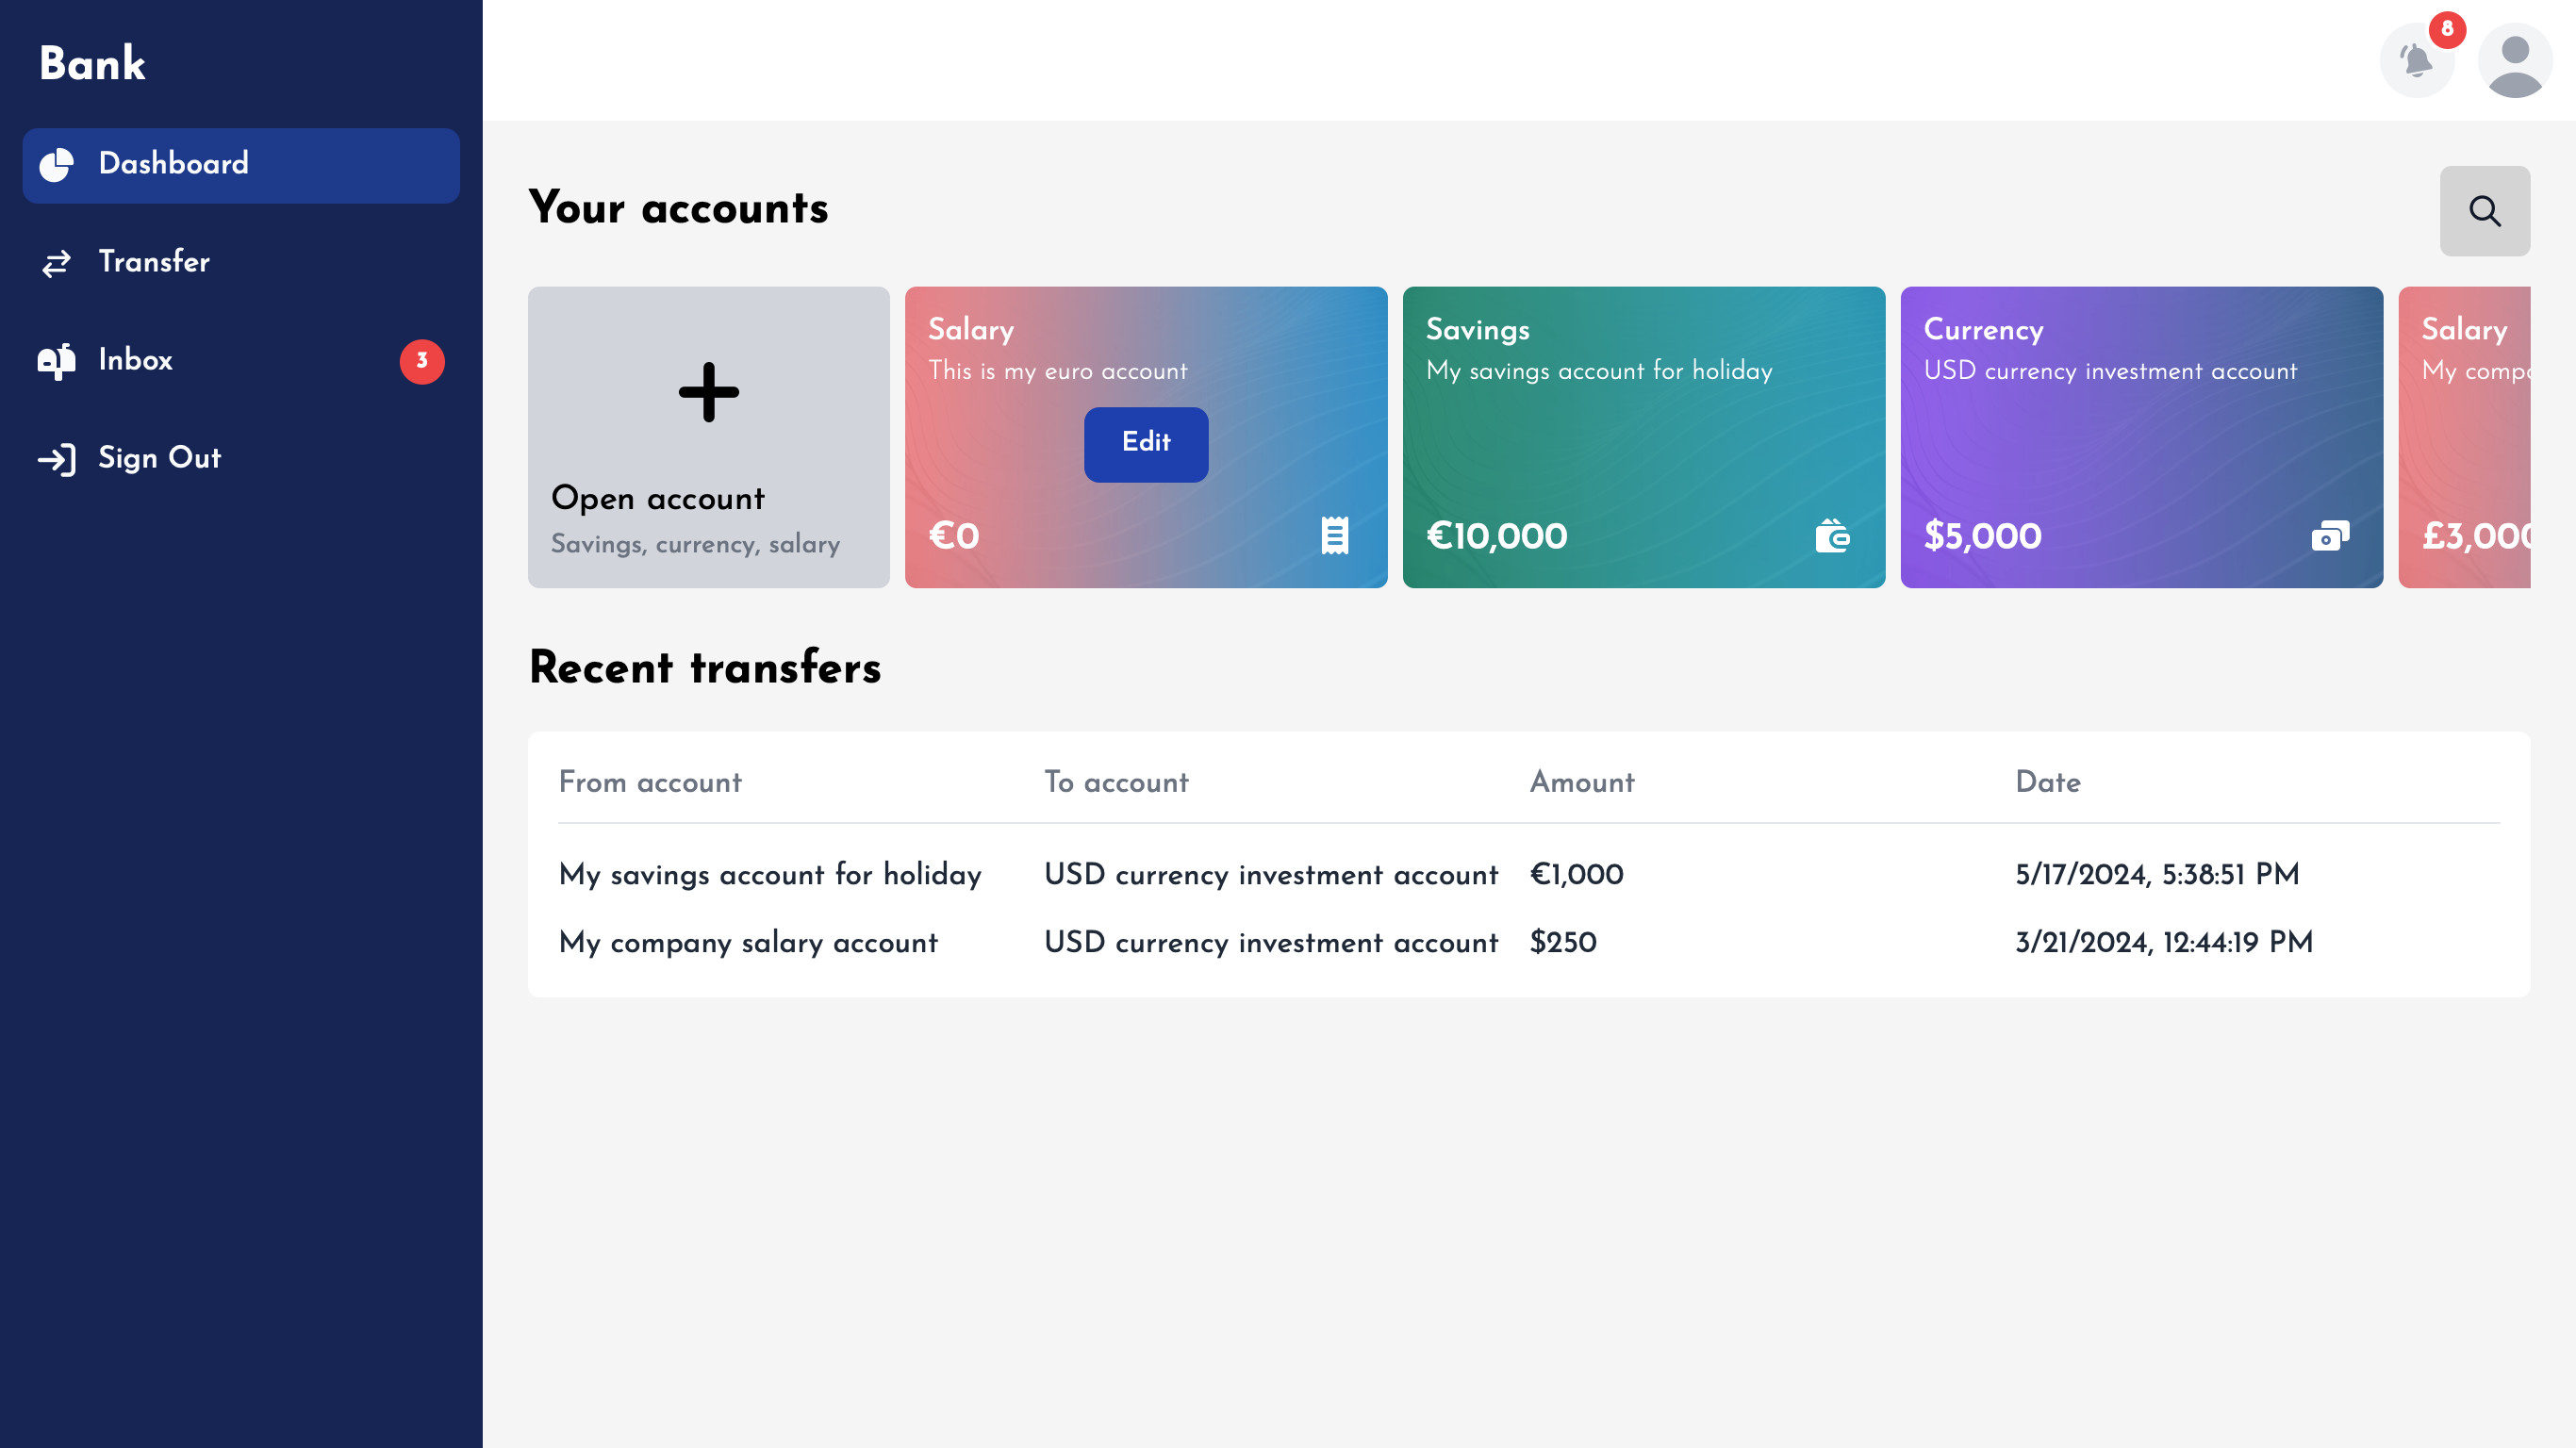 Bank
Dashboard
Transfer
Inbox
3
Sign Out
8
Your accounts
Open account
Savings, currency, salary
Salary
This is my euro account
Edit
€0
Savings
My savings account for holiday
€10,000
Currency
USD currency investment account
$5,000
Salary
My
£3,000
Recent transfers
From account To account Amount Date
My savings account for holiday USD currency investment account €1,000 5/17/2024, 5:38:51 PM
My company salary account USD currency investment account $250 3/21/2024, 12:44:19 PM